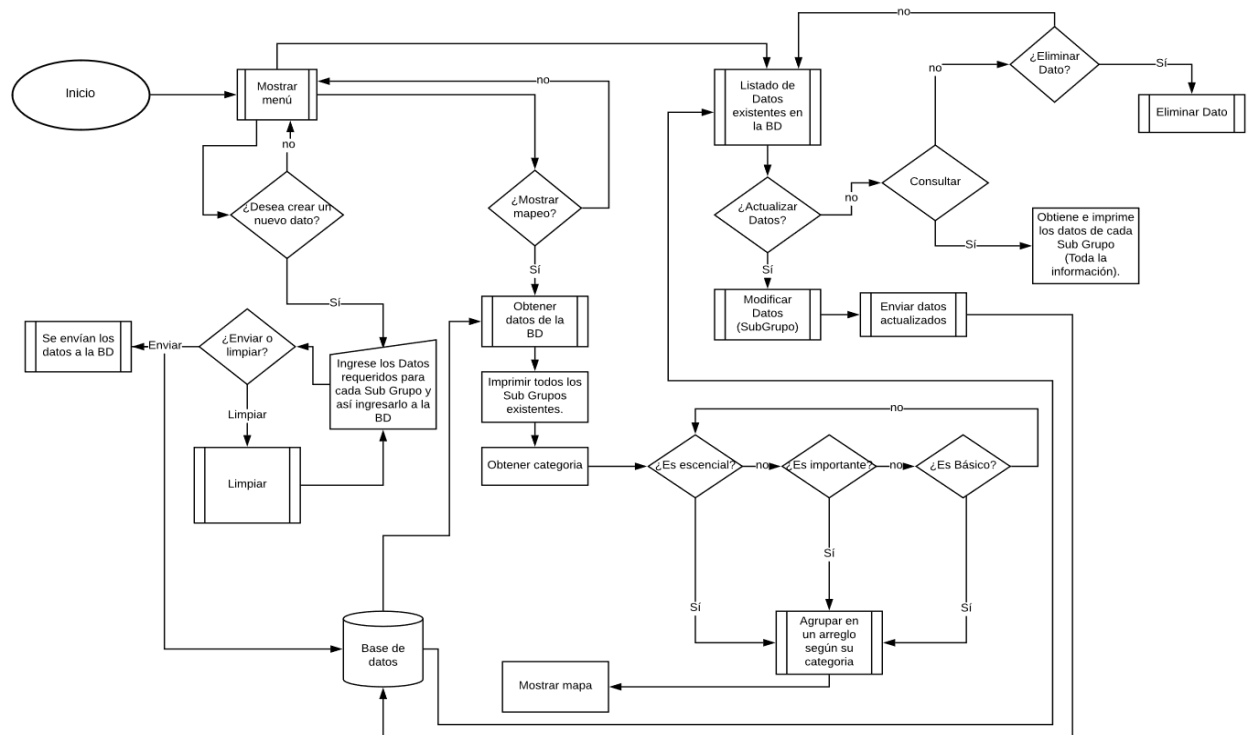 Inicio
Mostrar
menú
no
no
¿Desea crear un
nuevo dato?
Sí
¿Mostrar
mapeo?
Sí
Listado de
Datos
existentes en
la BD
no
¿Eliminar
Dato?
Sí
Eliminar Dato
no
Consultar
no
¿Actualizar
Datos?
Sí
Sí
Obtiene e imprime
los datos de cada
Sub Grupo
(Toda la
información).
Modificar
Datos
(SubGrupo)
Enviar datos
actualizados
Obtener
datos de la
BD
Se envían los
datos a la BD
Enviar
¿Enviar o
limpiar?
Ingrese los Datos
requeridos para
cada Sub Grupo y
así ingresarlo a la
BD
Limpiar
Limpiar
Imprimir todos los
Sub Grupos
existentes.
Obtener categoria
no
¿Es escencial?
no
¿Es importante?
no
¿Es Básico?
Sí
Sí
Sí
Agrupar en
un arreglo
según su
categoria
Mostrar mapa
Base de
datos